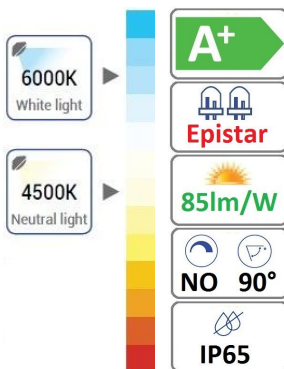 6000K
White light
4500K
Neutral light
A+
Epistar
85lm/W
NO 90°
IP65